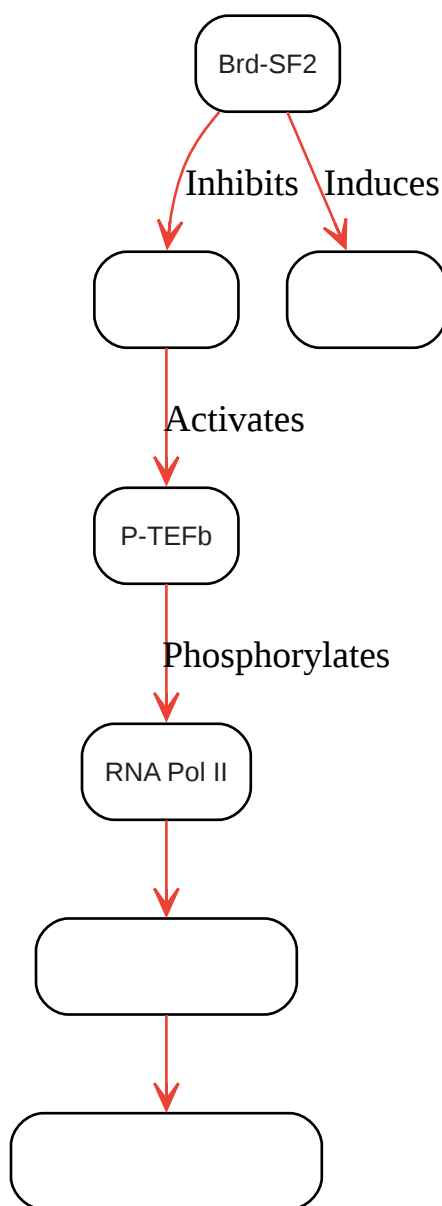 Brd-SF2
Inhibits
Induces
Activates
P-TEFb
Phosphorylates
RNA Pol II